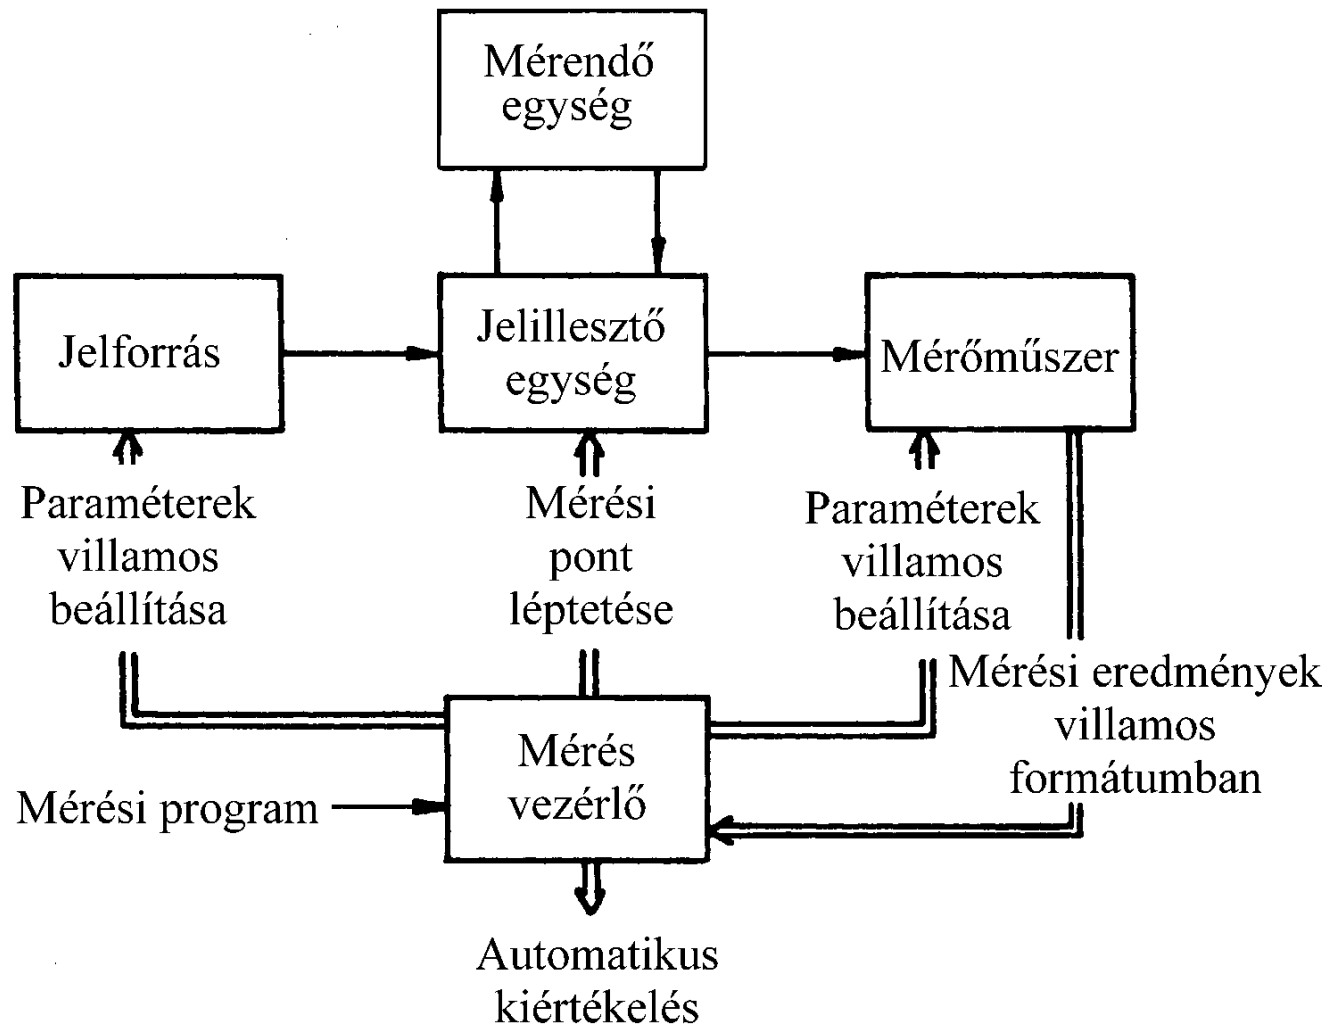 Mérendő
egység
Jelforrás
Jelillesztő
egység
Mérőműszer
Paraméterek
villamos
beállítása
Mérési
pont
léptetése
Paraméterek
villamos
beállítása
Mérési eredmények
villamos
formátumban
Mérés
vezérlő
Mérési program
Automatikus
kiértékelés